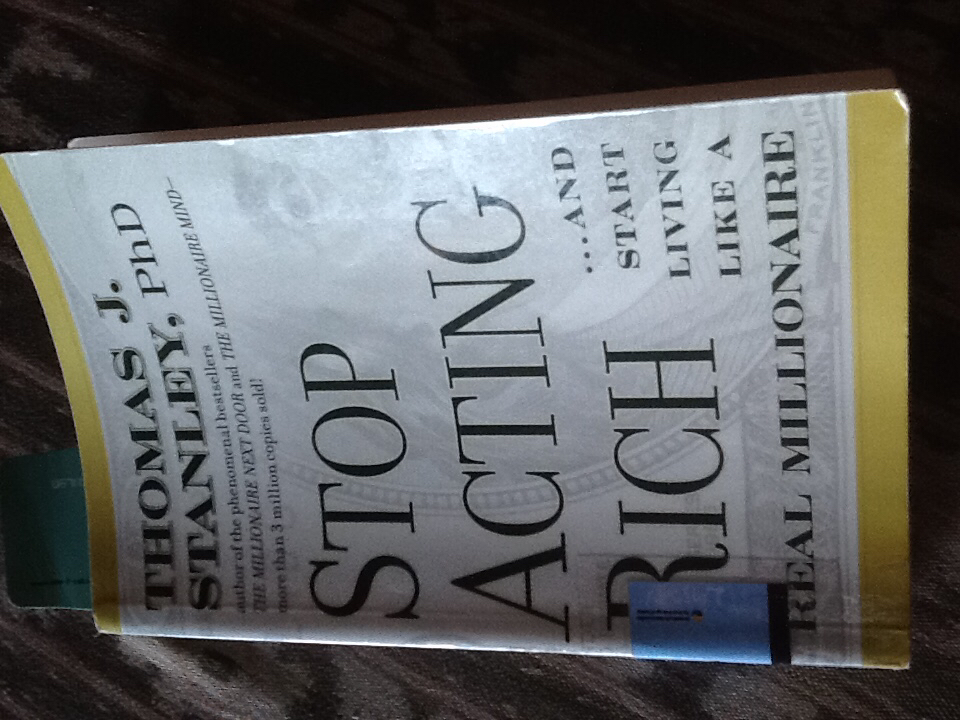 THOMAS J.
STANLEY, PhD
author of the phenomenal bestsellers
THE MILLIONAIRE NEXT DOOR and THE MILLIONAIRE MIND—
more than 3 million copies sold!
STOP
ACTING
RICH
...AND
START
LIVING
LIKE A
REAL MILLIONAIRE
FRANKLIN